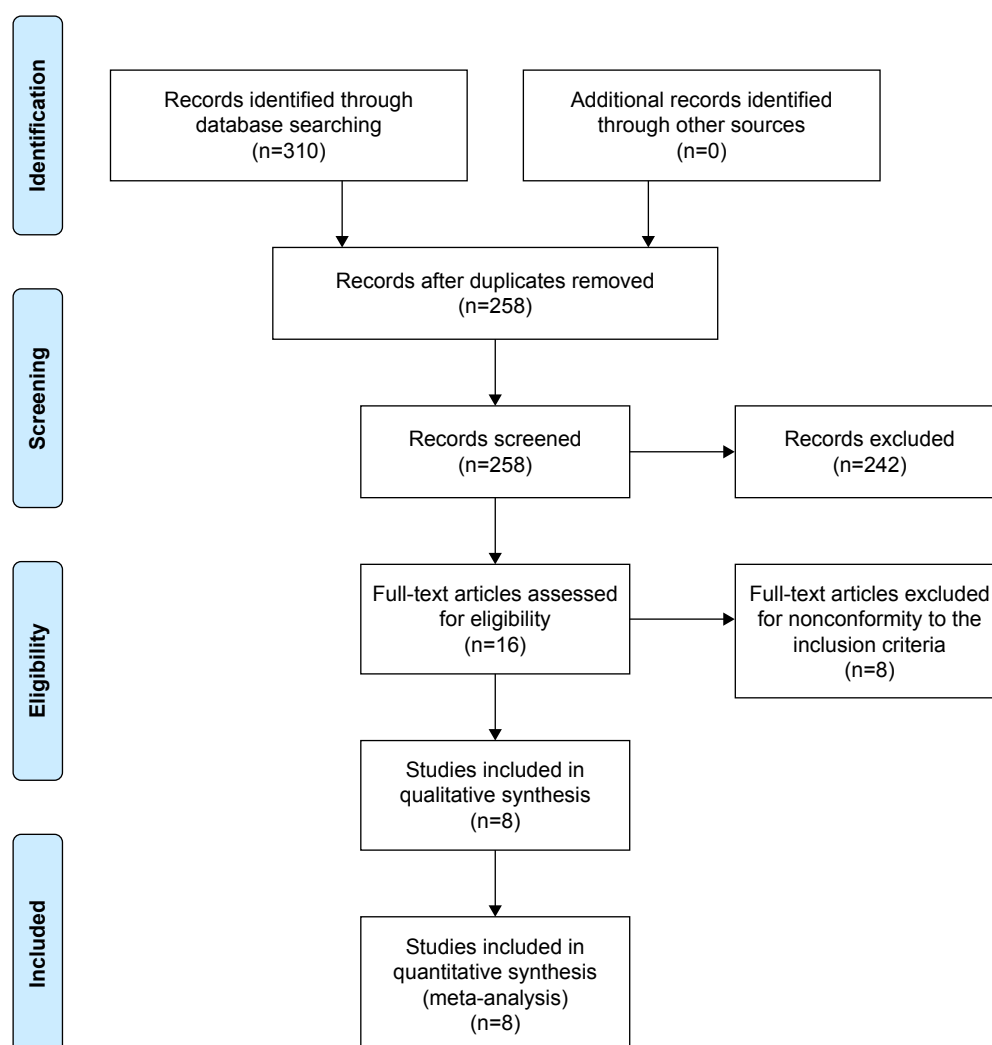 Identification
Records identified through
database searching
(n=310)
Additional records identified
through other sources
(n=0)
Records after duplicates removed
(n=258)
Screening
Records screened
(n=258)
Records excluded
(n=242)
Eligibility
Full-text articles assessed
for eligibility
(n=16)
Full-text articles excluded
for nonconformity to the
inclusion criteria
(n=8)
Studies included in
qualitative synthesis
(n=8)
Included
Studies included in
quantitative synthesis
(meta-analysis)
(n=8)